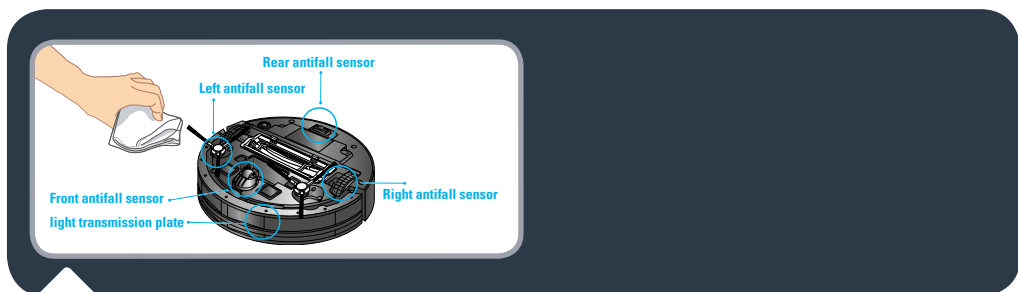 Rear antifall sensor
Left antifall sensor
Front antifall sensor
Right antifall sensor
light transmission plate